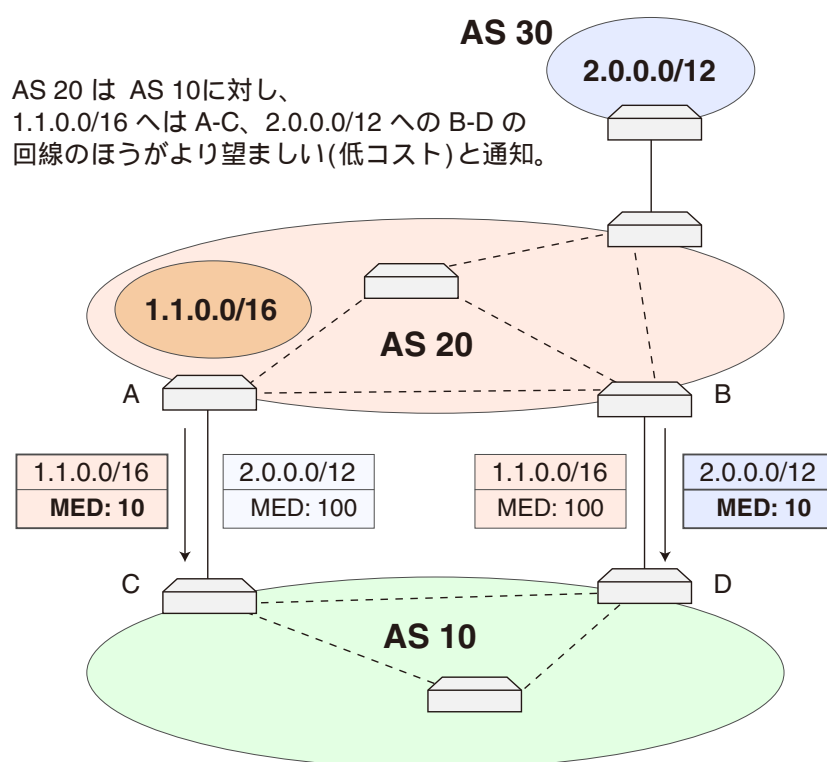 AS 30
2.0.0.0/12
AS 20 は AS 10に対し、
1.1.0.0/16 へは A-C、2.0.0.0/12 への B-D の
回線のほうがより望ましい(低コスト)と通知。
1.1.0.0/16
AS 20
A
B
1.1.0.0/16
MED: 10
2.0.0.0/12
MED: 100
1.1.0.0/16
MED: 100
2.0.0.0/12
MED: 10
C
D
AS 10